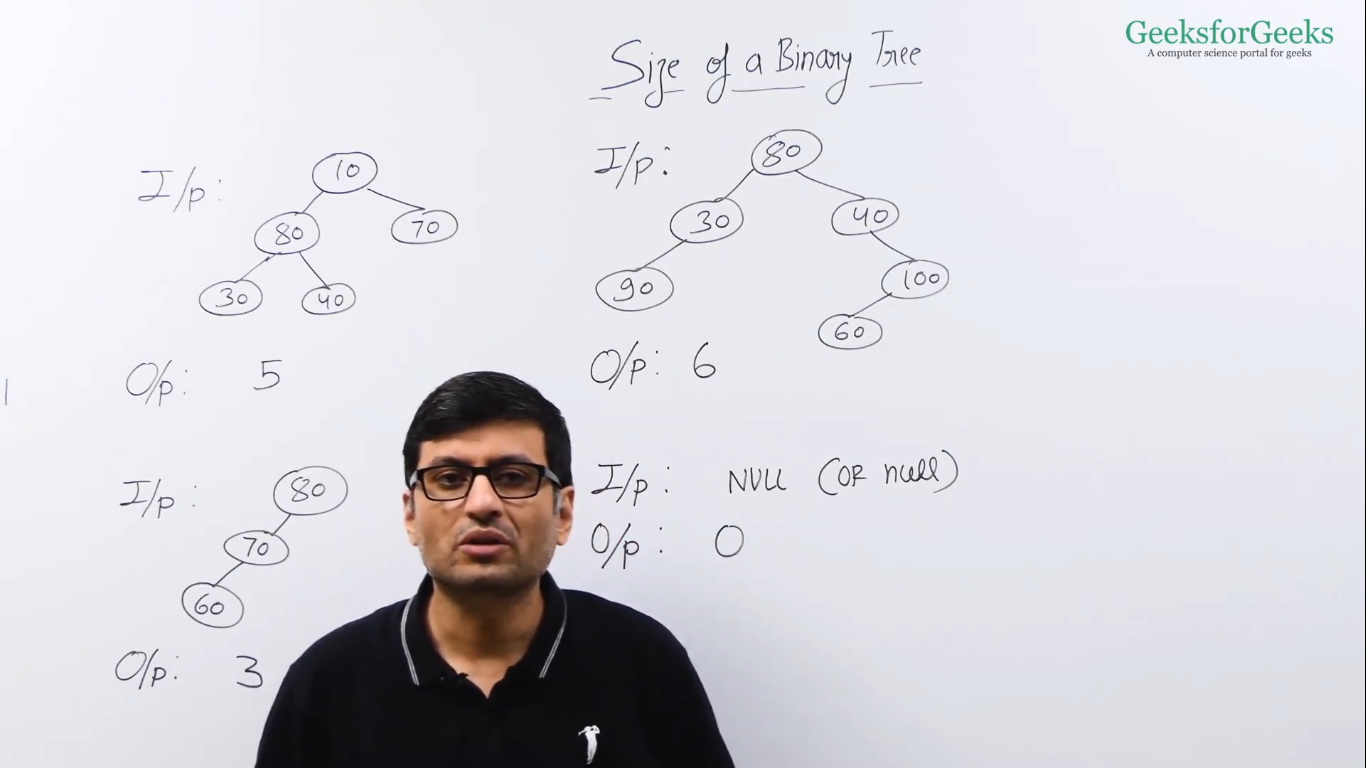 GeeksforGeeks
A computer science portal for geeks
Size of a Binary Tree
I/p:
10
80
70
30
40
O/p: 5
I/p:
80
30
40
90
100
60
O/p: 6
I/p:
80
70
60
O/p: 3
I/p: NULL (OR null)
O/p: 0